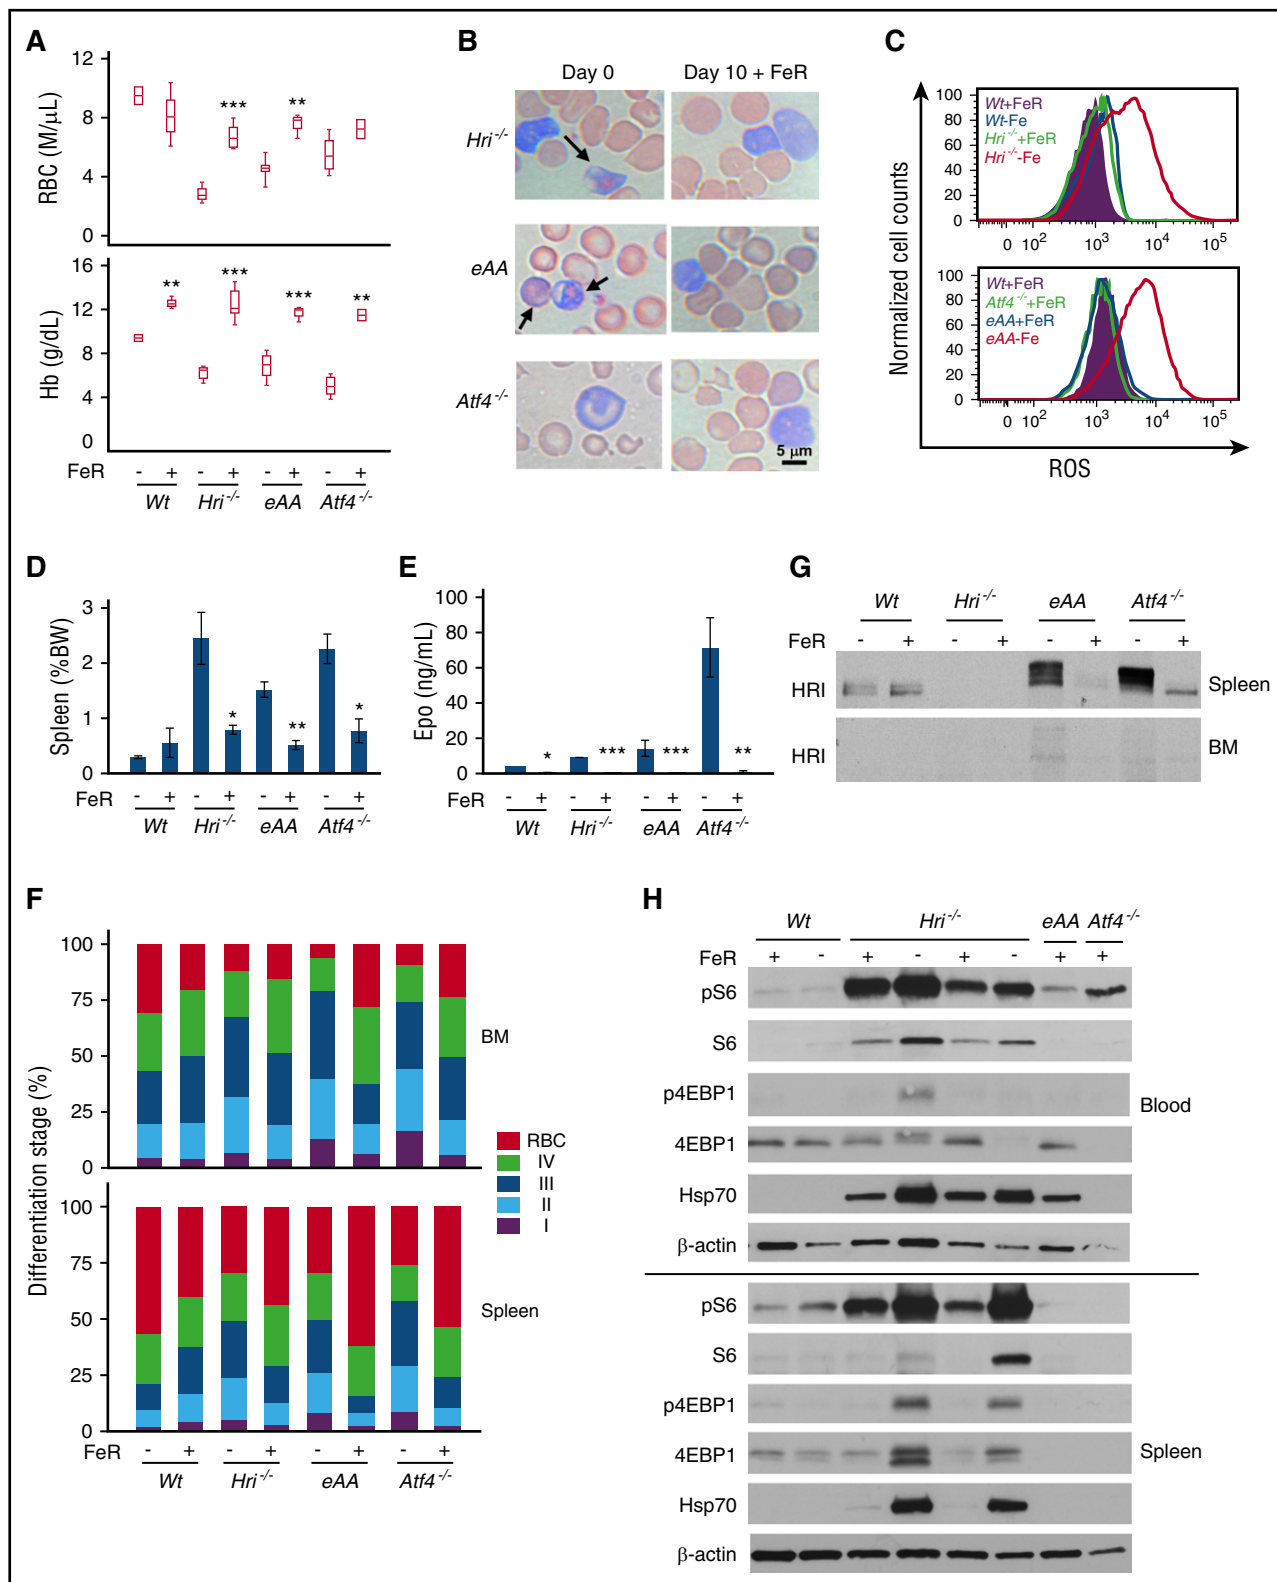 A
RBC (M/μL)
12
8
4
0
*** **
Hb (g/dL)
16
12
8
4
0
** *** *** **
FeR - + - + - + - +
Wt Hri-/- eAA Atf4-/-
B
Day 0 Day 10 + FeR
Hri-/-
eAA
Atf4-/-
5 μm
C
Normalized cell counts
100
80
60
40
20
0
Wt+FeR
Wt-Fe
Hri-/-+FeR
Hri-/--Fe
0 10² 10³ 10⁴ 10⁵
100
80
60
40
20
0
Wt+FeR
Atf4-/-+FeR
eAA+FeR
eAA-Fe
0 10² 10³ 10⁴ 10⁵
ROS
D
Spleen (%BW)
3
2
1
0
* ** *
FeR - + - + - + - +
Wt Hri-/- eAA Atf4-/-
E
Epo (ng/mL)
100
80
60
40
20
0
* *** *** **
FeR - + - + - + - +
Wt Hri-/- eAA Atf4-/-
G
Wt Hri-/- eAA Atf4-/-
FeR - + - + - + - +
HRI Spleen
HRI BM
F
Differentiation stage (%)
100
75
50
25
0
BM
RBC
IV
III
II
I
100
75
50
25
0
Spleen
FeR - + - + - + - +
Wt Hri-/- eAA Atf4-/-
H
Wt Hri-/- eAA Atf4-/-
FeR + - + - + - + +
pS6
S6
p4EBP1
Blood
4EBP1
Hsp70
β-actin
pS6
S6
p4EBP1
4EBP1 Spleen
Hsp70
β-actin